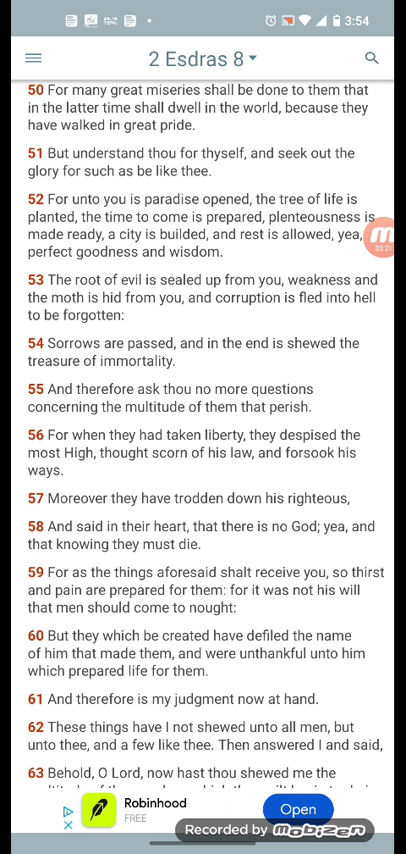 3:54
2 Esdras 8
50 For many great miseries shall be done to them that
in the latter time shall dwell in the world, because they
have walked in great pride.
51 But understand thou for thyself, and seek out the
glory for such as be like thee.
52 For unto you is paradise opened, the tree of life is
planted, the time to come is prepared, plenteousness is
made ready, a city is builded, and rest is allowed, yea,
perfect goodness and wisdom.
33:21
53 The root of evil is sealed up from you, weakness and
the moth is hid from you, and corruption is fled into hell
to be forgotten:
54 Sorrows are passed, and in the end is shewed the
treasure of immortality.
55 And therefore ask thou no more questions
concerning the multitude of them that perish.
56 For when they had taken liberty, they despised the
most High, thought scorn of his law, and forsook his
ways.
57 Moreover they have trodden down his righteous,
58 And said in their heart, that there is no God; yea, and
that knowing they must die.
59 For as the things aforesaid shalt receive you, so thirst
and pain are prepared for them: for it was not his will
that men should come to nought:
60 But they which be created have defiled the name
of him that made them, and were unthankful unto him
which prepared life for them.
61 And therefore is my judgment now at hand.
62 These things have I not shewed unto all men, but
unto thee, and a few like thee. Then answered I and said,
63 Behold, O Lord, now hast thou shewed me the
Robinhood
FREE
Open
Recorded by mobizen